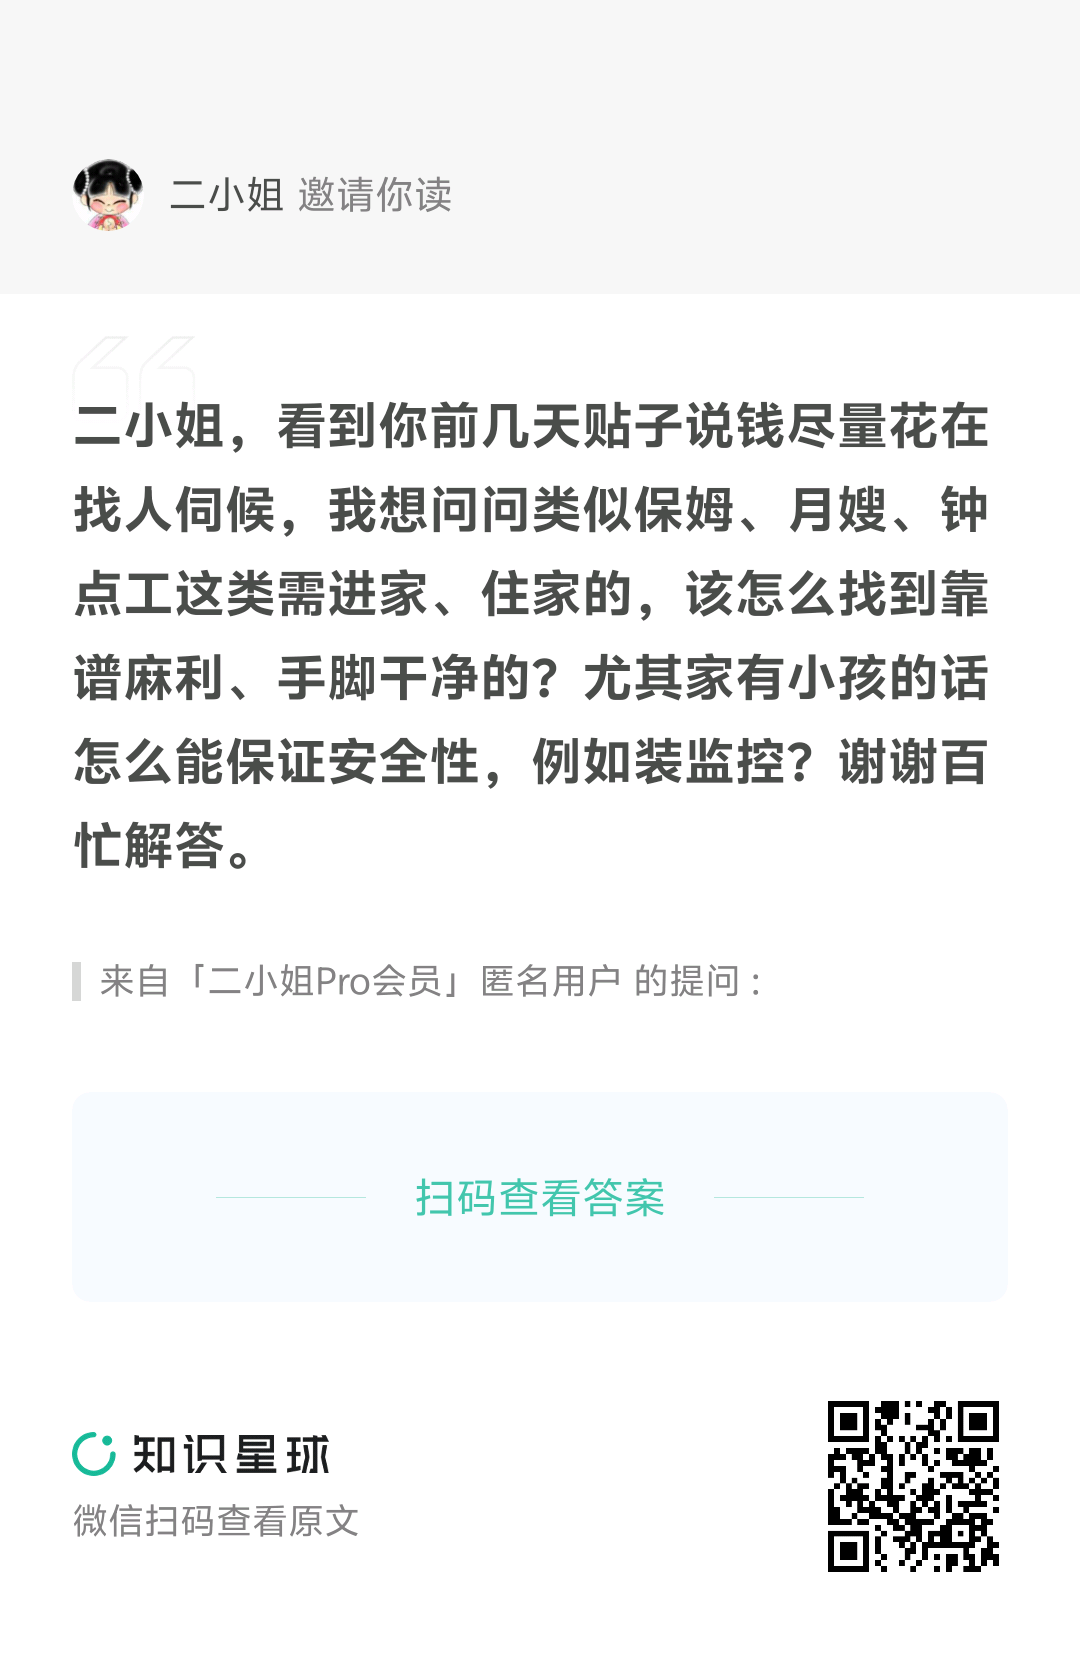 二小姐 邀请你读
二小姐，看到你前几天贴子说钱尽量花在
找人伺候，我想问问类似保姆、月嫂、钟
点工这类需进家、住家的，该怎么找到靠
谱麻利、手脚干净的？尤其家有小孩的话
怎么能保证安全性，例如装监控？谢谢百
忙解答。
来自「二小姐Pro会员」匿名用户 的提问：
扫码查看答案
知识星球
微信扫码查看原文